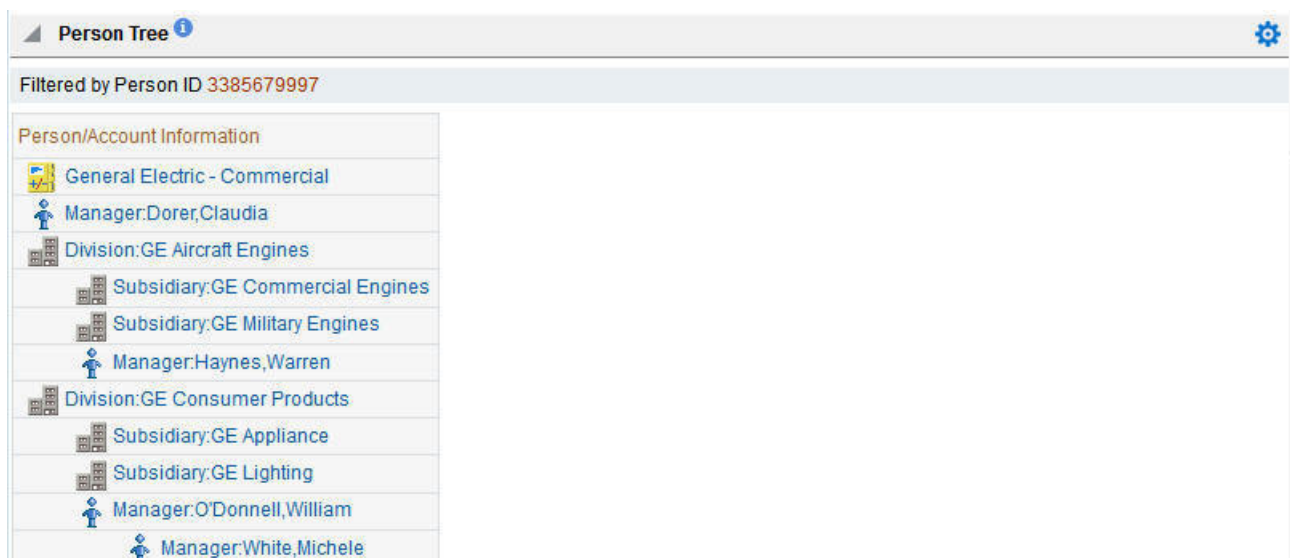 Person Tree
Filtered by Person ID 3385679997
Person/Account Information
General Electric - Commercial
Manager:Dorer,Claudia
Division:GE Aircraft Engines
Subsidiary:GE Commercial Engines
Subsidiary:GE Military Engines
Manager:Haynes,Warren
Division:GE Consumer Products
Subsidiary:GE Appliance
Subsidiary:GE Lighting
Manager:O'Donnell,William
Manager:White,Michele